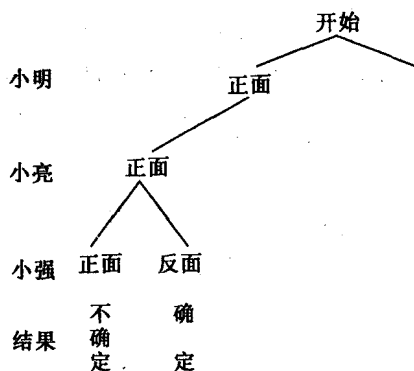 开始
小明 正面
小亮 正面
小强 正面 反面
结果 不确定 确定